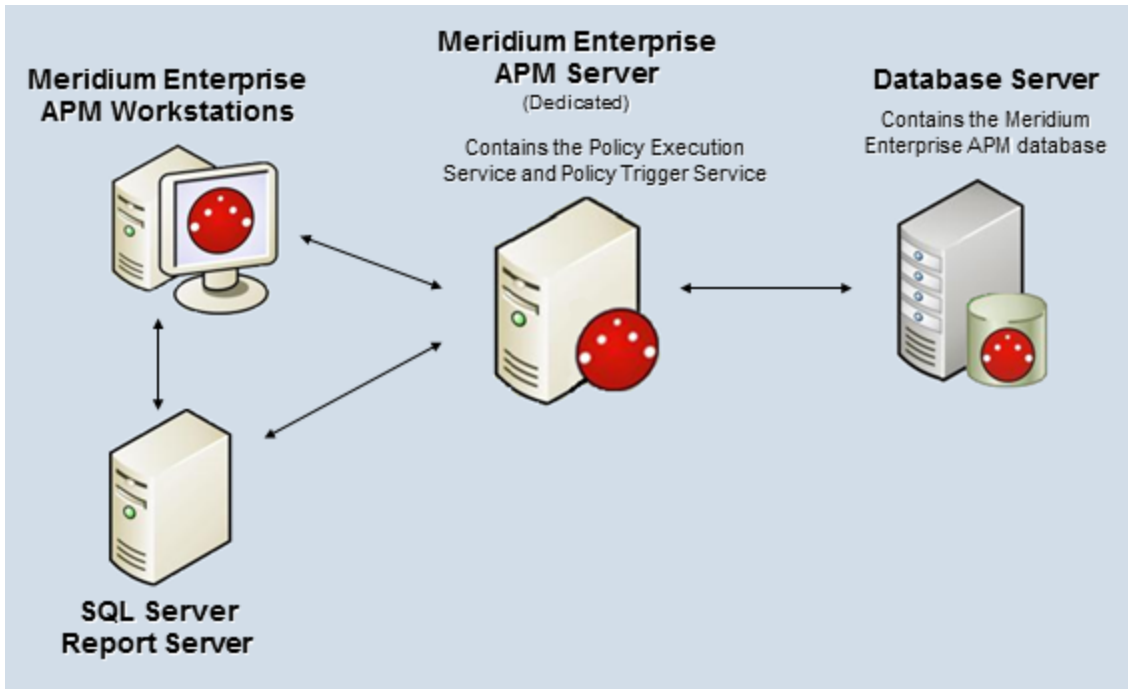 Meridium Enterprise
APM Workstations
Meridium Enterprise
APM Server
(Dedicated)
Contains the Policy Execution
Service and Policy Trigger Service
Database Server
Contains the Meridium
Enterprise APM database
SQL Server
Report Server